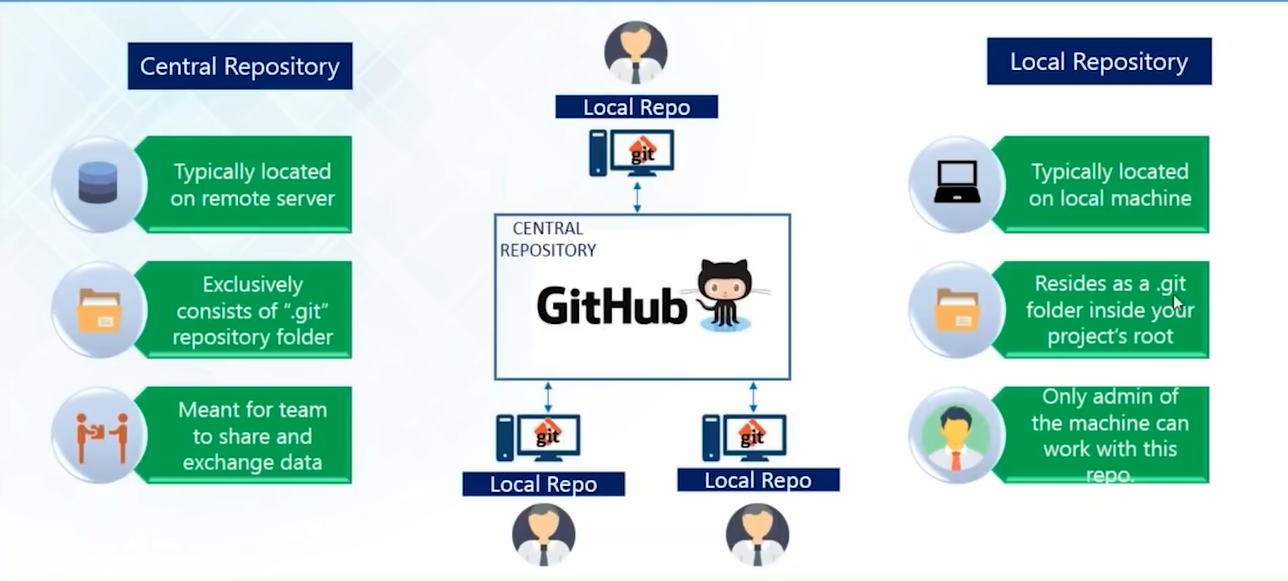 Central Repository
Typically located
on remote server
Exclusively
consists of “.git”
repository folder
Meant for team
to share and
exchange data
Local Repo
git
CENTRAL
REPOSITORY
GitHub
git
git
Local Repo
Local Repo
Local Repository
Typically located
on local machine
Resides as a .git
folder inside your
project's root
Only admin of
the machine can
work with this
repo.